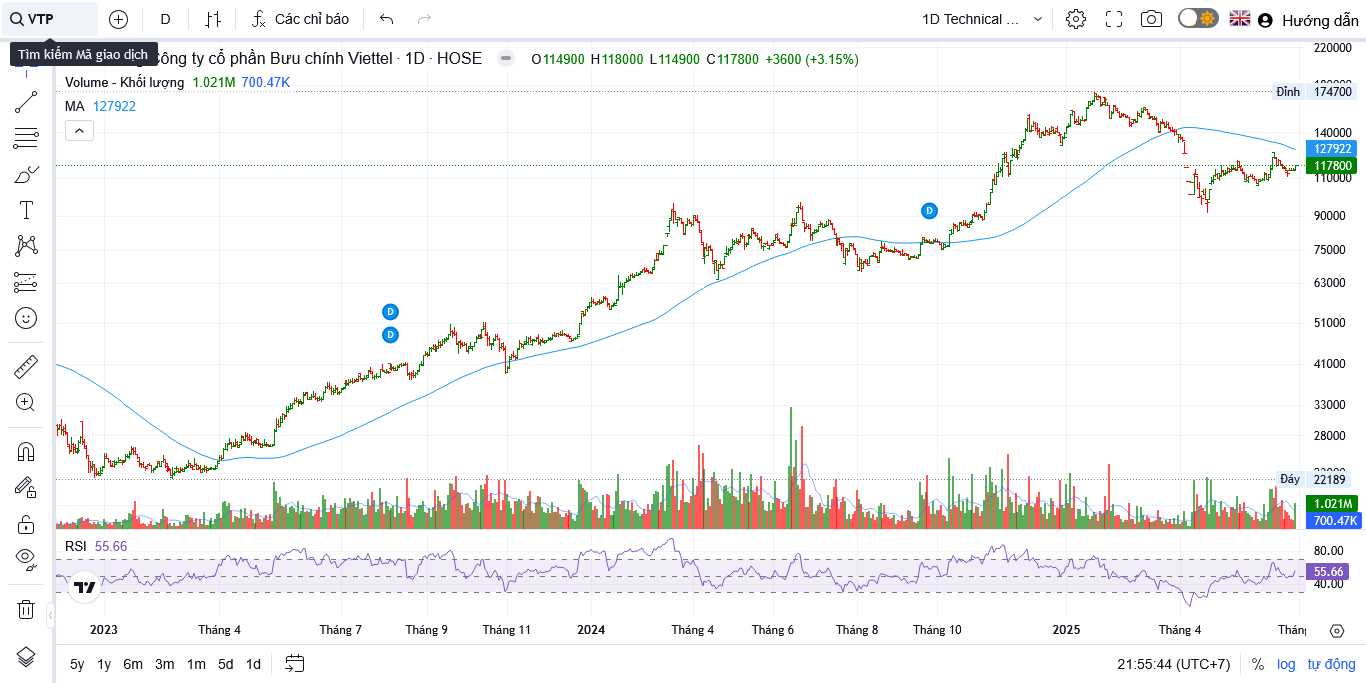 VTP D Các chỉ báo 1D Technical ... Hướng dẫn
Tìm kiếm Mã giao dịch
ông ty cổ phần Bưu chính Viettel · 1D · HOSE O114900 H118000 L114900 C117800 +3600 (+3.15%)
Volume - Khối lượng 1.021M 700.47K
MA 127922
220000
Đỉnh 174700
140000
127922
117800
110000
90000
75000
63000
51000
41000
33000
28000
Đáy 22189
1.021M
700.47K
RSI 55.66
80.00
55.66
40.00
D
D
D
2023 Tháng 4 Tháng 7 Tháng 9 Tháng 11 2024 Tháng 4 Tháng 6 Tháng 8 Tháng 10 2025 Tháng 4 Thán
5y 1y 6m 3m 1m 5d 1d 21:55:44 (UTC+7) % log tự động